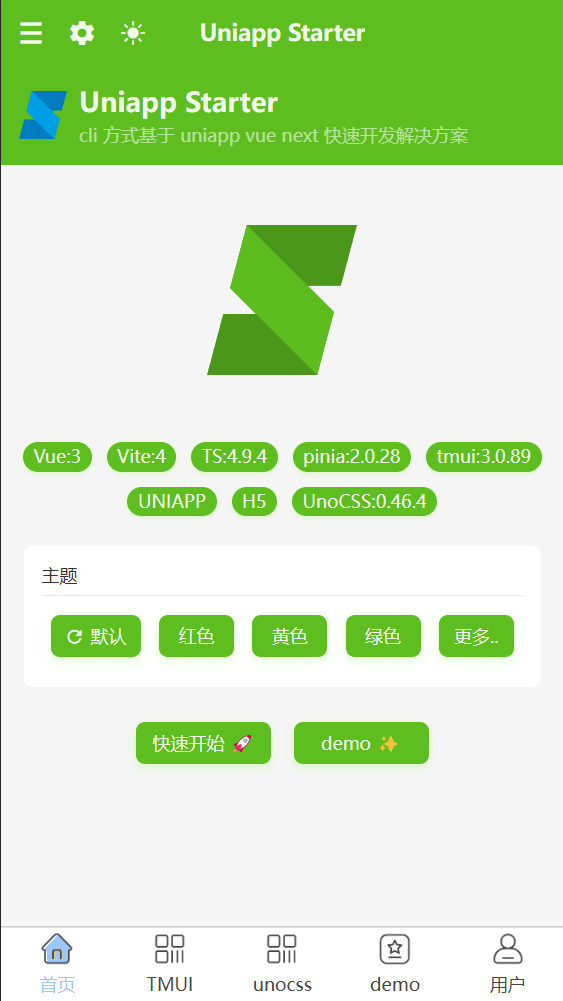 Uniapp Starter
Uniapp Starter
cli 方式基于 uniapp vue next 快速开发解决方案
Vue:3 Vite:4 TS:4.9.4 pinia:2.0.28 tmui:3.0.89
UNIAPP H5 UnoCSS:0.46.4
主题
默认 红色 黄色 绿色 更多..
快速开始 🚀 demo ✨
首页 TMUI unocss demo 用户